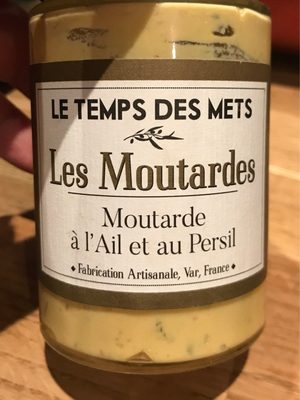 LE TEMPS DES METS
Les Moutardes
Moutarde
à l'Ail et au Persil
◆ Fabrication Artisanale, Var, France ◆